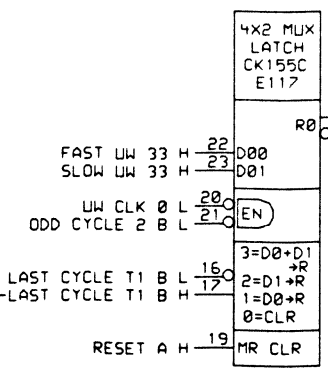 4X2 MUX
LATCH
CK155C
E117
R0
FAST UW 33 H 22 D00
SLOW UW 33 H 23 D01
UW CLK 0 L 20
ODD CYCLE 2 B L 21
EN
3=D0+D1
→R
LAST CYCLE T1 B L 16
2=D1→R
-LAST CYCLE T1 B H 17
1=D0→R
0=CLR
RESET A H 19 MR CLR